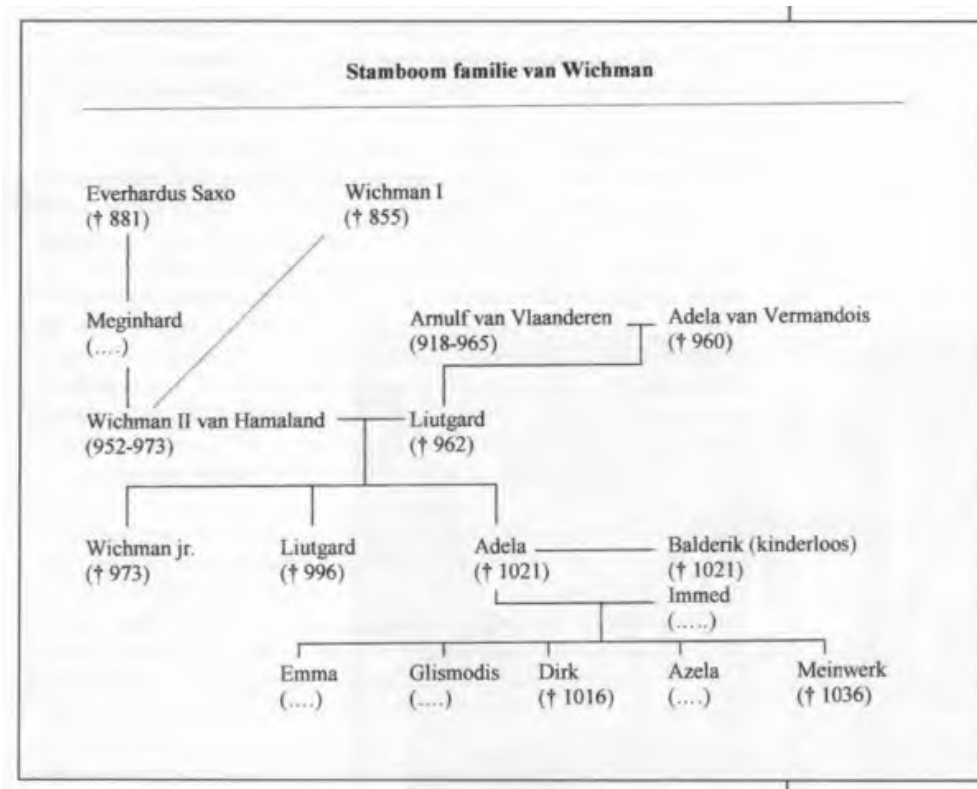 Stamboom familie van Wichman
Everhardus Saxo
(† 881)
Wichman I
(† 855)
Meginhard
(....)
Arnulf van Vlaanderen
(918-965)
Adela van Vermandois
(† 960)
Wichman II van Hamaland
(952-973)
Liutgard
(† 962)
Wichman jr.
(† 973)
Liutgard
(† 996)
Adela
(† 1021)
Balderik (kinderloos)
(† 1021)
Immed
(.....)
Emma
(....)
Glismodis
(....)
Dirk
(† 1016)
Azela
(....)
Meinwerk
(† 1036)